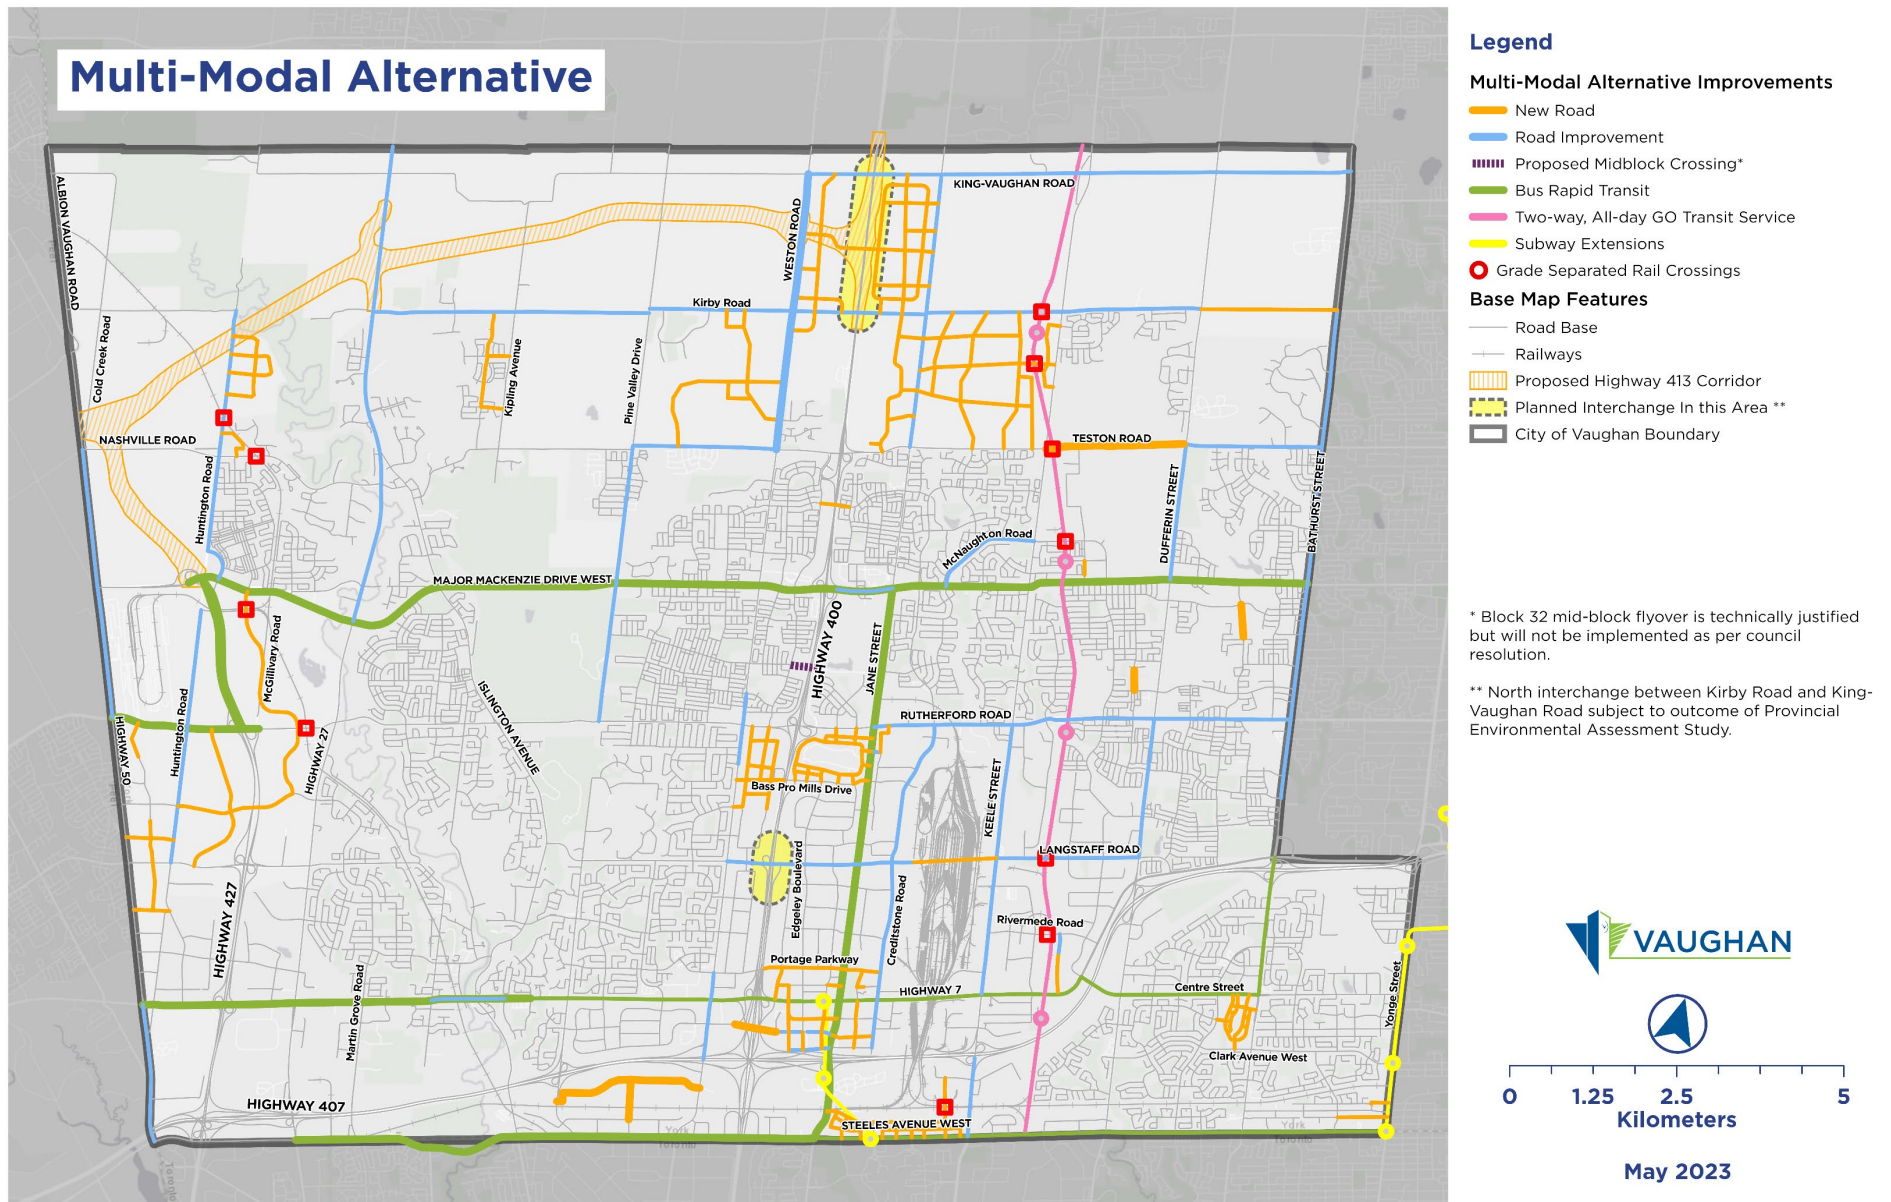 Multi-Modal Alternative
ALBION VAUGHAN ROAD
Cold Creek Road
NASHVILLE ROAD
Huntington Road
Kipling Avenue
Pine Valley Drive
Kirby Road
WESTON ROAD
KING-VAUGHAN ROAD
TESTON ROAD
DUFFERIN STREET
BATHURST STREET
McNaughton Road
MAJOR MACKENZIE DRIVE WEST
HIGHWAY 400
JANE STREET
McGillivary Road
Huntington Road
HIGHWAY 50
HIGHWAY 27
ISLINGTON AVENUE
RUTHERFORD ROAD
Bass Pro Mills Drive
KEELE STREET
LANGSTAFF ROAD
Edgeley Boulevard
Creditstone Road
Rivermede Road
HIGHWAY 427
Martin Grove Road
Portage Parkway
HIGHWAY 7
Centre Street
Yonge Street
Clark Avenue West
HIGHWAY 407
STEELES AVENUE WEST
York
Toronto
York
Toronto
Legend
Multi-Modal Alternative Improvements
New Road
Road Improvement
Proposed Midblock Crossing*
Bus Rapid Transit
Two-way, All-day GO Transit Service
Subway Extensions
Grade Separated Rail Crossings
Base Map Features
Road Base
Railways
Proposed Highway 413 Corridor
Planned Interchange In this Area **
City of Vaughan Boundary
* Block 32 mid-block flyover is technically justified
but will not be implemented as per council
resolution.
** North interchange between Kirby Road and King-
Vaughan Road subject to outcome of Provincial
Environmental Assessment Study.
VAUGHAN
0 1.25 2.5 5
Kilometers
May 2023